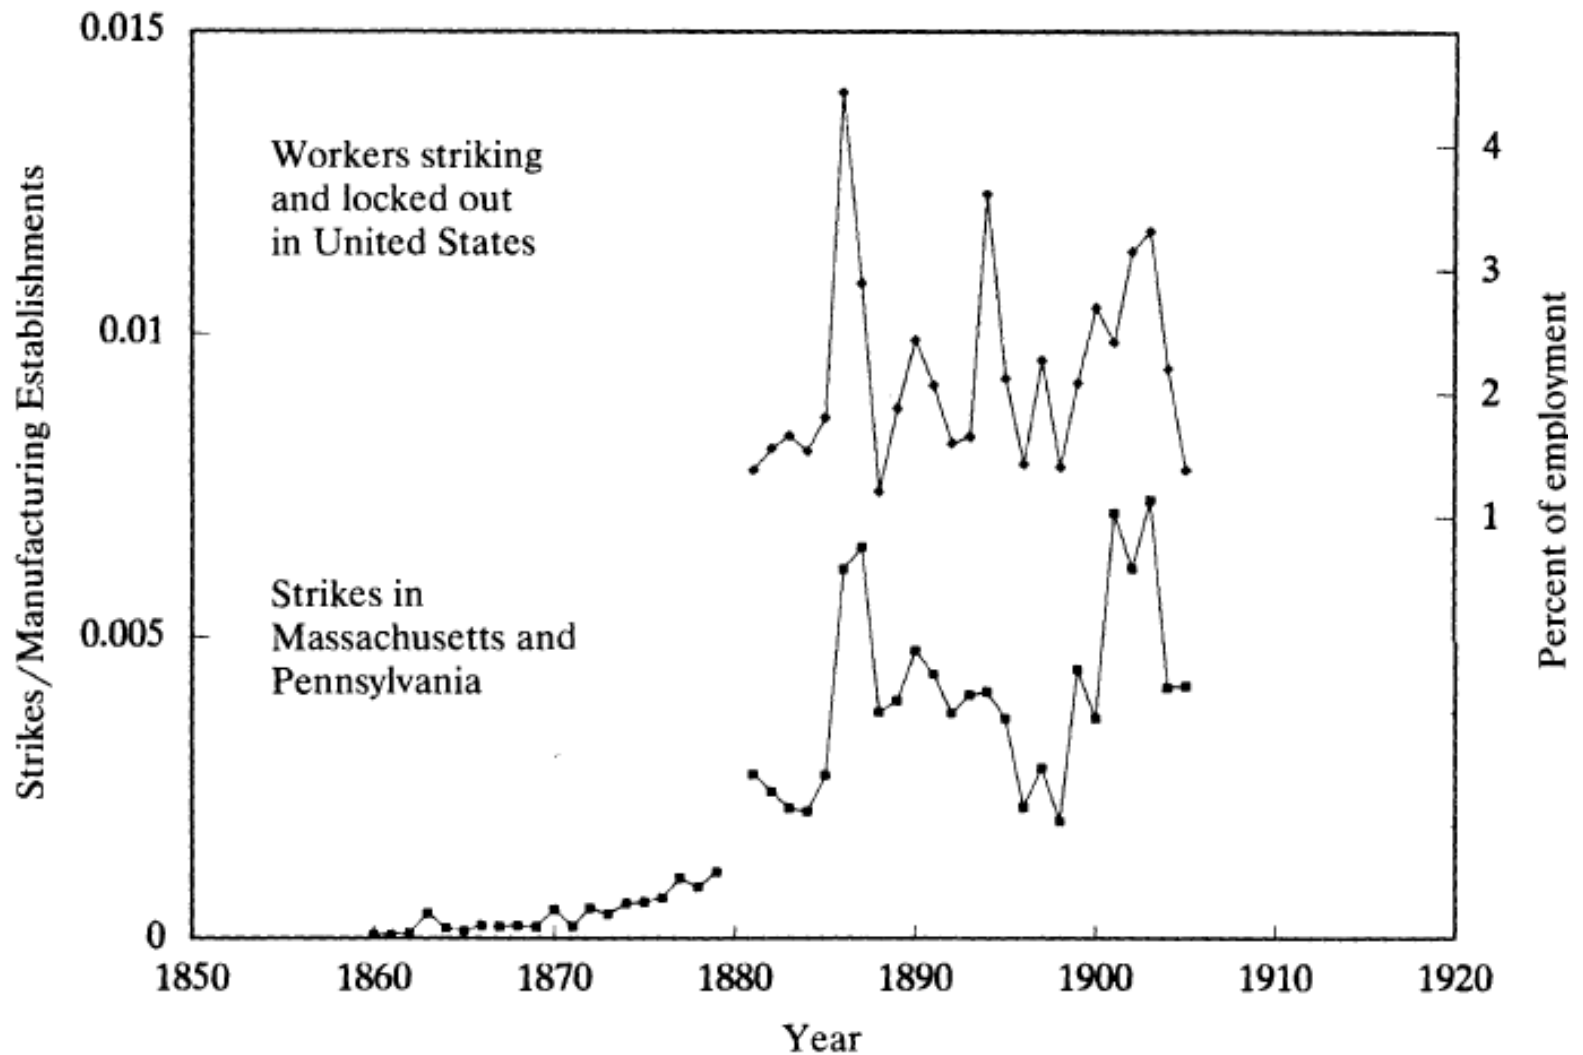 0.015
0.01
0.005
0
Strikes/Manufacturing Establishments
Workers striking
and locked out
in United States
Strikes in
Massachusetts and
Pennsylvania
4
3
2
1
Percent of employment
1850
1860
1870
1880
1890
1900
1910
1920
Year